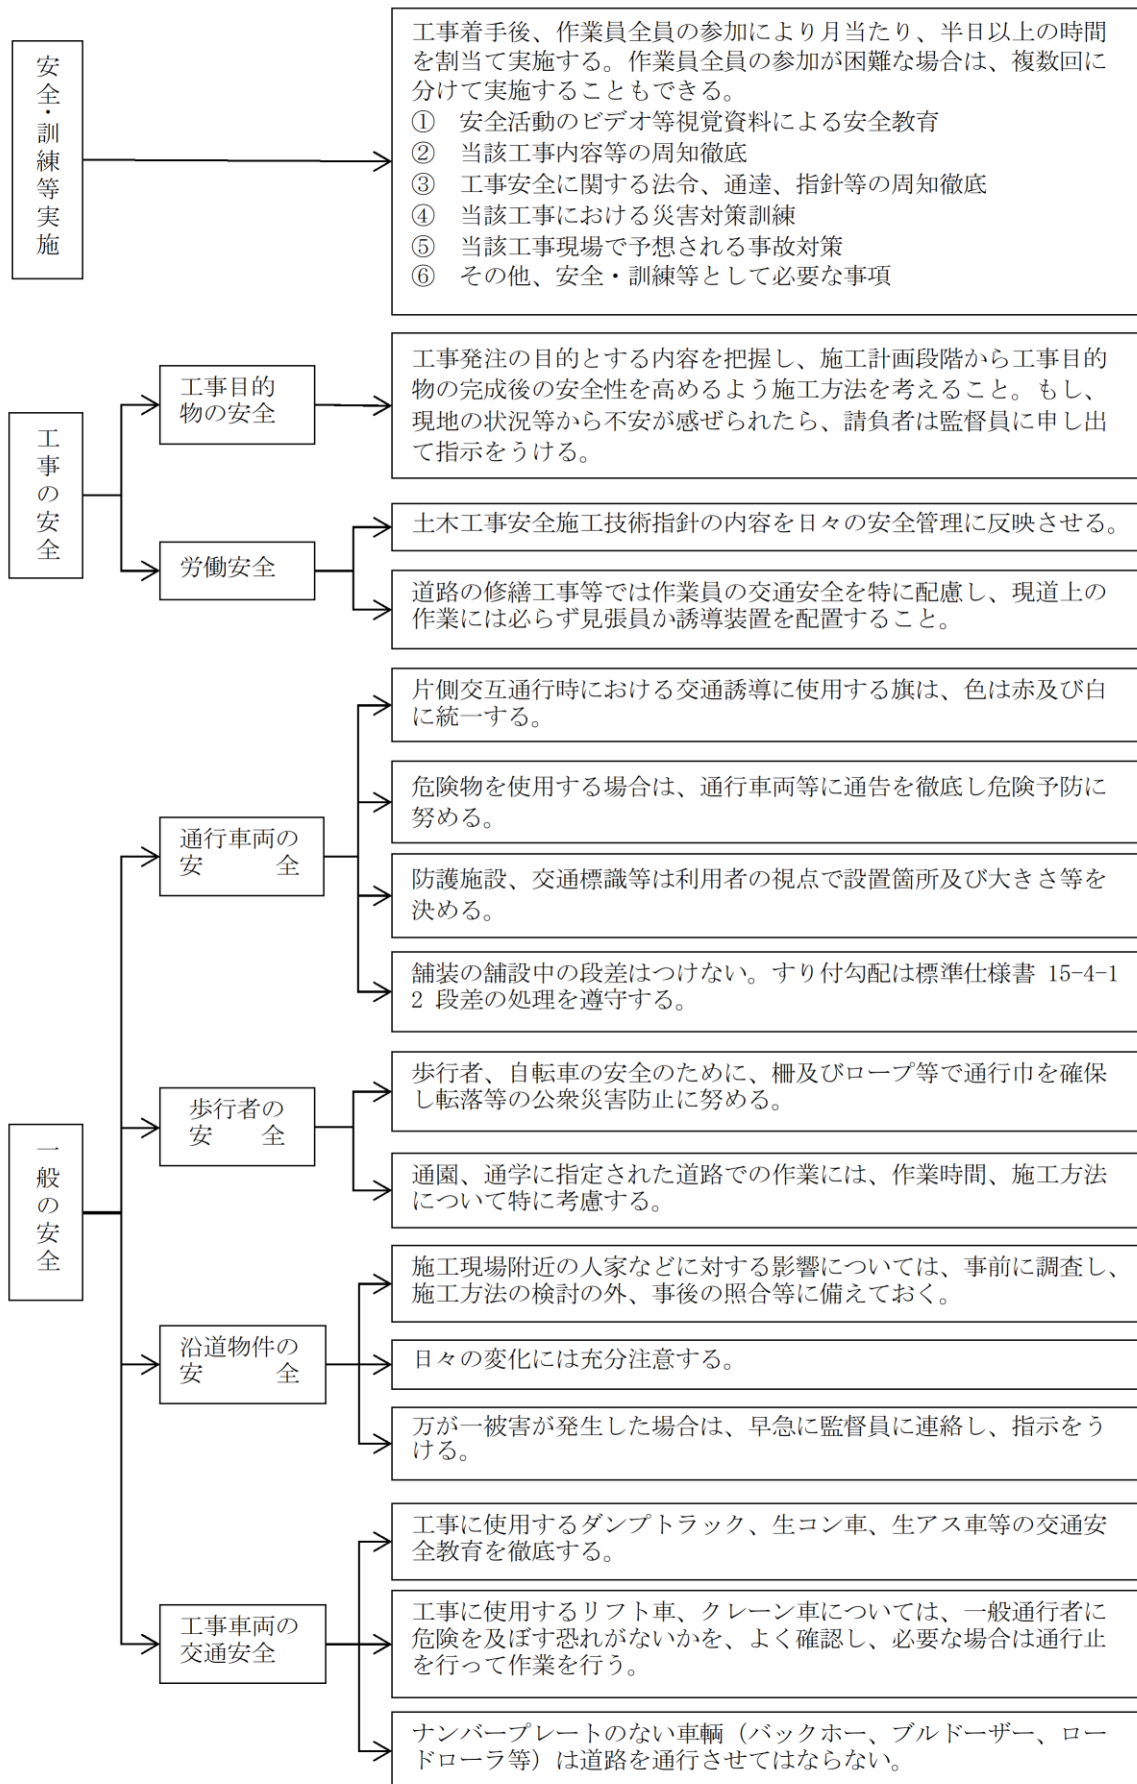 安全・訓練等実施
工事着手後、作業員全員の参加により月当たり、半日以上の時間
を割当て実施する。作業員全員の参加が困難な場合は、複数回に
分けて実施することもできる。
① 安全活動のビデオ等視覚資料による安全教育
② 当該工事内容等の周知徹底
③ 工事安全に関する法令、通達、指針等の周知徹底
④ 当該工事における災害対策訓練
⑤ 当該工事現場で予想される事故対策
⑥ その他、安全・訓練等として必要な事項
工事の安全
工事目的
物の安全
工事発注の目的とする内容を把握し、施工計画段階から工事目的
物の完成後の安全性を高めるよう施工方法を考えること。もし、
現地の状況等から不安が感ぜられたら、請負者は監督員に申し出
て指示をうける。
労働安全
土木工事安全施工技術指針の内容を日々の安全管理に反映させる。
道路の修繕工事等では作業員の交通安全を特に配慮し、現道上の
作業には必らず見張員か誘導装置を配置すること。
一般の安全
通行車両の
安 全
片側交互通行時における交通誘導に使用する旗は、色は赤及び白
に統一する。
危険物を使用する場合は、通行車両等に通告を徹底し危険予防に
努める。
防護施設、交通標識等は利用者の視点で設置箇所及び大きさ等を
決める。
舗装の舗設中の段差はつけない。すり付勾配は標準仕様書 15-4-1
2 段差の処理を遵守する。
歩行者の
安 全
歩行者、自転車の安全のために、柵及びロープ等で通行巾を確保
し転落等の公衆災害防止に努める。
通園、通学に指定された道路での作業には、作業時間、施工方法
について特に考慮する。
沿道物件の
安 全
施工現場附近の人家などに対する影響については、事前に調査し、
施工方法の検討の外、事後の照合等に備えておく。
日々の変化には充分注意する。
万が一被害が発生した場合は、早急に監督員に連絡し、指示をう
ける。
工事車両の
交通安全
工事に使用するダンプトラック、生コン車、生アス車等の交通安
全教育を徹底する。
工事に使用するリフト車、クレーン車については、一般通行者に
危険を及ぼす恐れがないかを、よく確認し、必要な場合は通行止
を行って作業を行う。
ナンバープレートのない車輌（バックホー、ブルドーザー、ロー
ドローラ等）は道路を通行させてはならない。